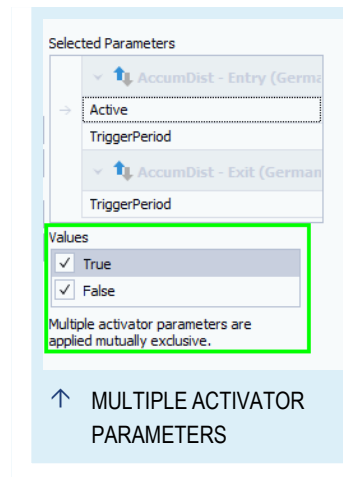 Selected Parameters
AccumDist - Entry (Germa
Active
TriggerPeriod
AccumDist - Exit (German
TriggerPeriod
Values
True
False
Multiple activator parameters are
applied mutually exclusive.
↑ MULTIPLE ACTIVATOR
PARAMETERS